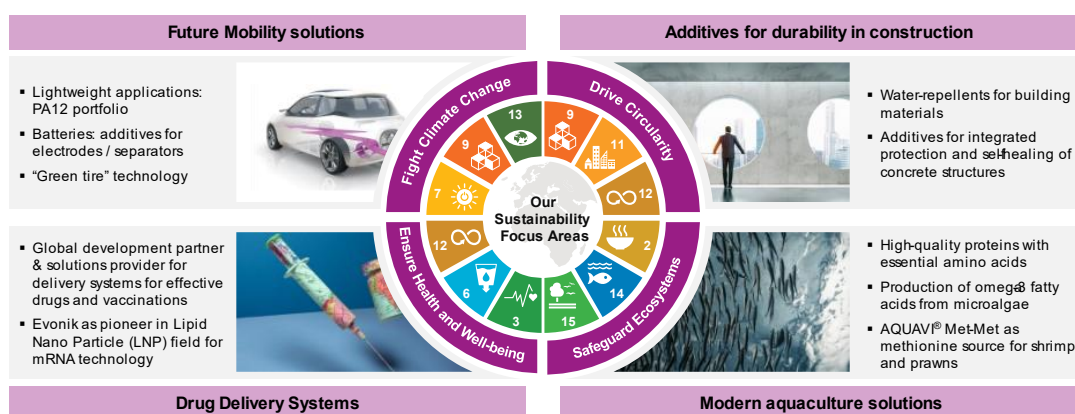 Future Mobility solutions
Additives for durability in construction
▪ Lightweight applications:
PA12 portfolio
▪ Batteries: additives for
electrodes / separators
▪ “Green tire” technology
Fight Climate Change
Drive Circularity
▪ Water-repellents for building
materials
▪ Additives for integrated
protection and self-healing of
concrete structures
13
9
9
11
7
12
Our
Sustainability
Focus Areas
12
2
6
14
3
15
Ensure Health and Well-being
Safeguard Ecosystems
▪ Global development partner
& solutions provider for
delivery systems for effective
drugs and vaccinations
▪ Evonik as pioneer in Lipid
Nano Particle (LNP) field for
mRNA technology
▪ High-quality proteins with
essential amino acids
▪ Production of omega-3 fatty
acids from microalgae
▪ AQUAVI® Met-Met as
methionine source for shrimp
and prawns
Drug Delivery Systems
Modern aquaculture solutions